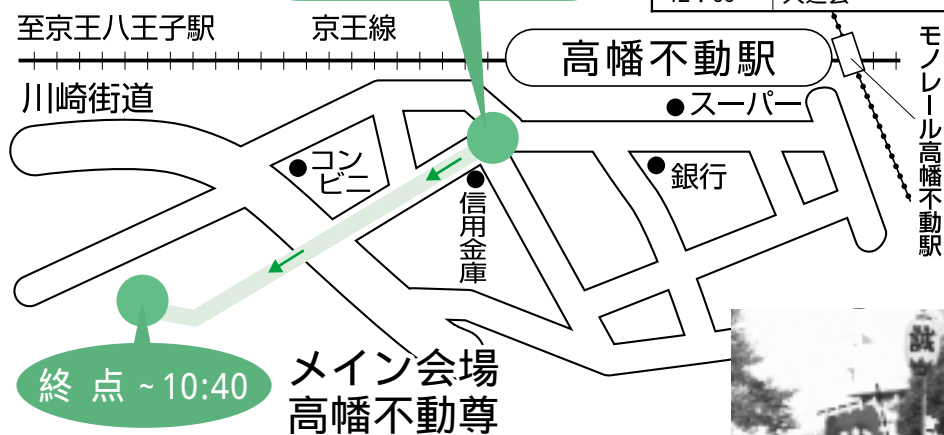 至京王八王子駅
京王線
高幡不動駅
モノレール高幡不動駅
川崎街道
スーパー
コン
ビニ
銀行
信用金庫
終 点 ~ 10:40
メイン会場
高幡不動尊
誠